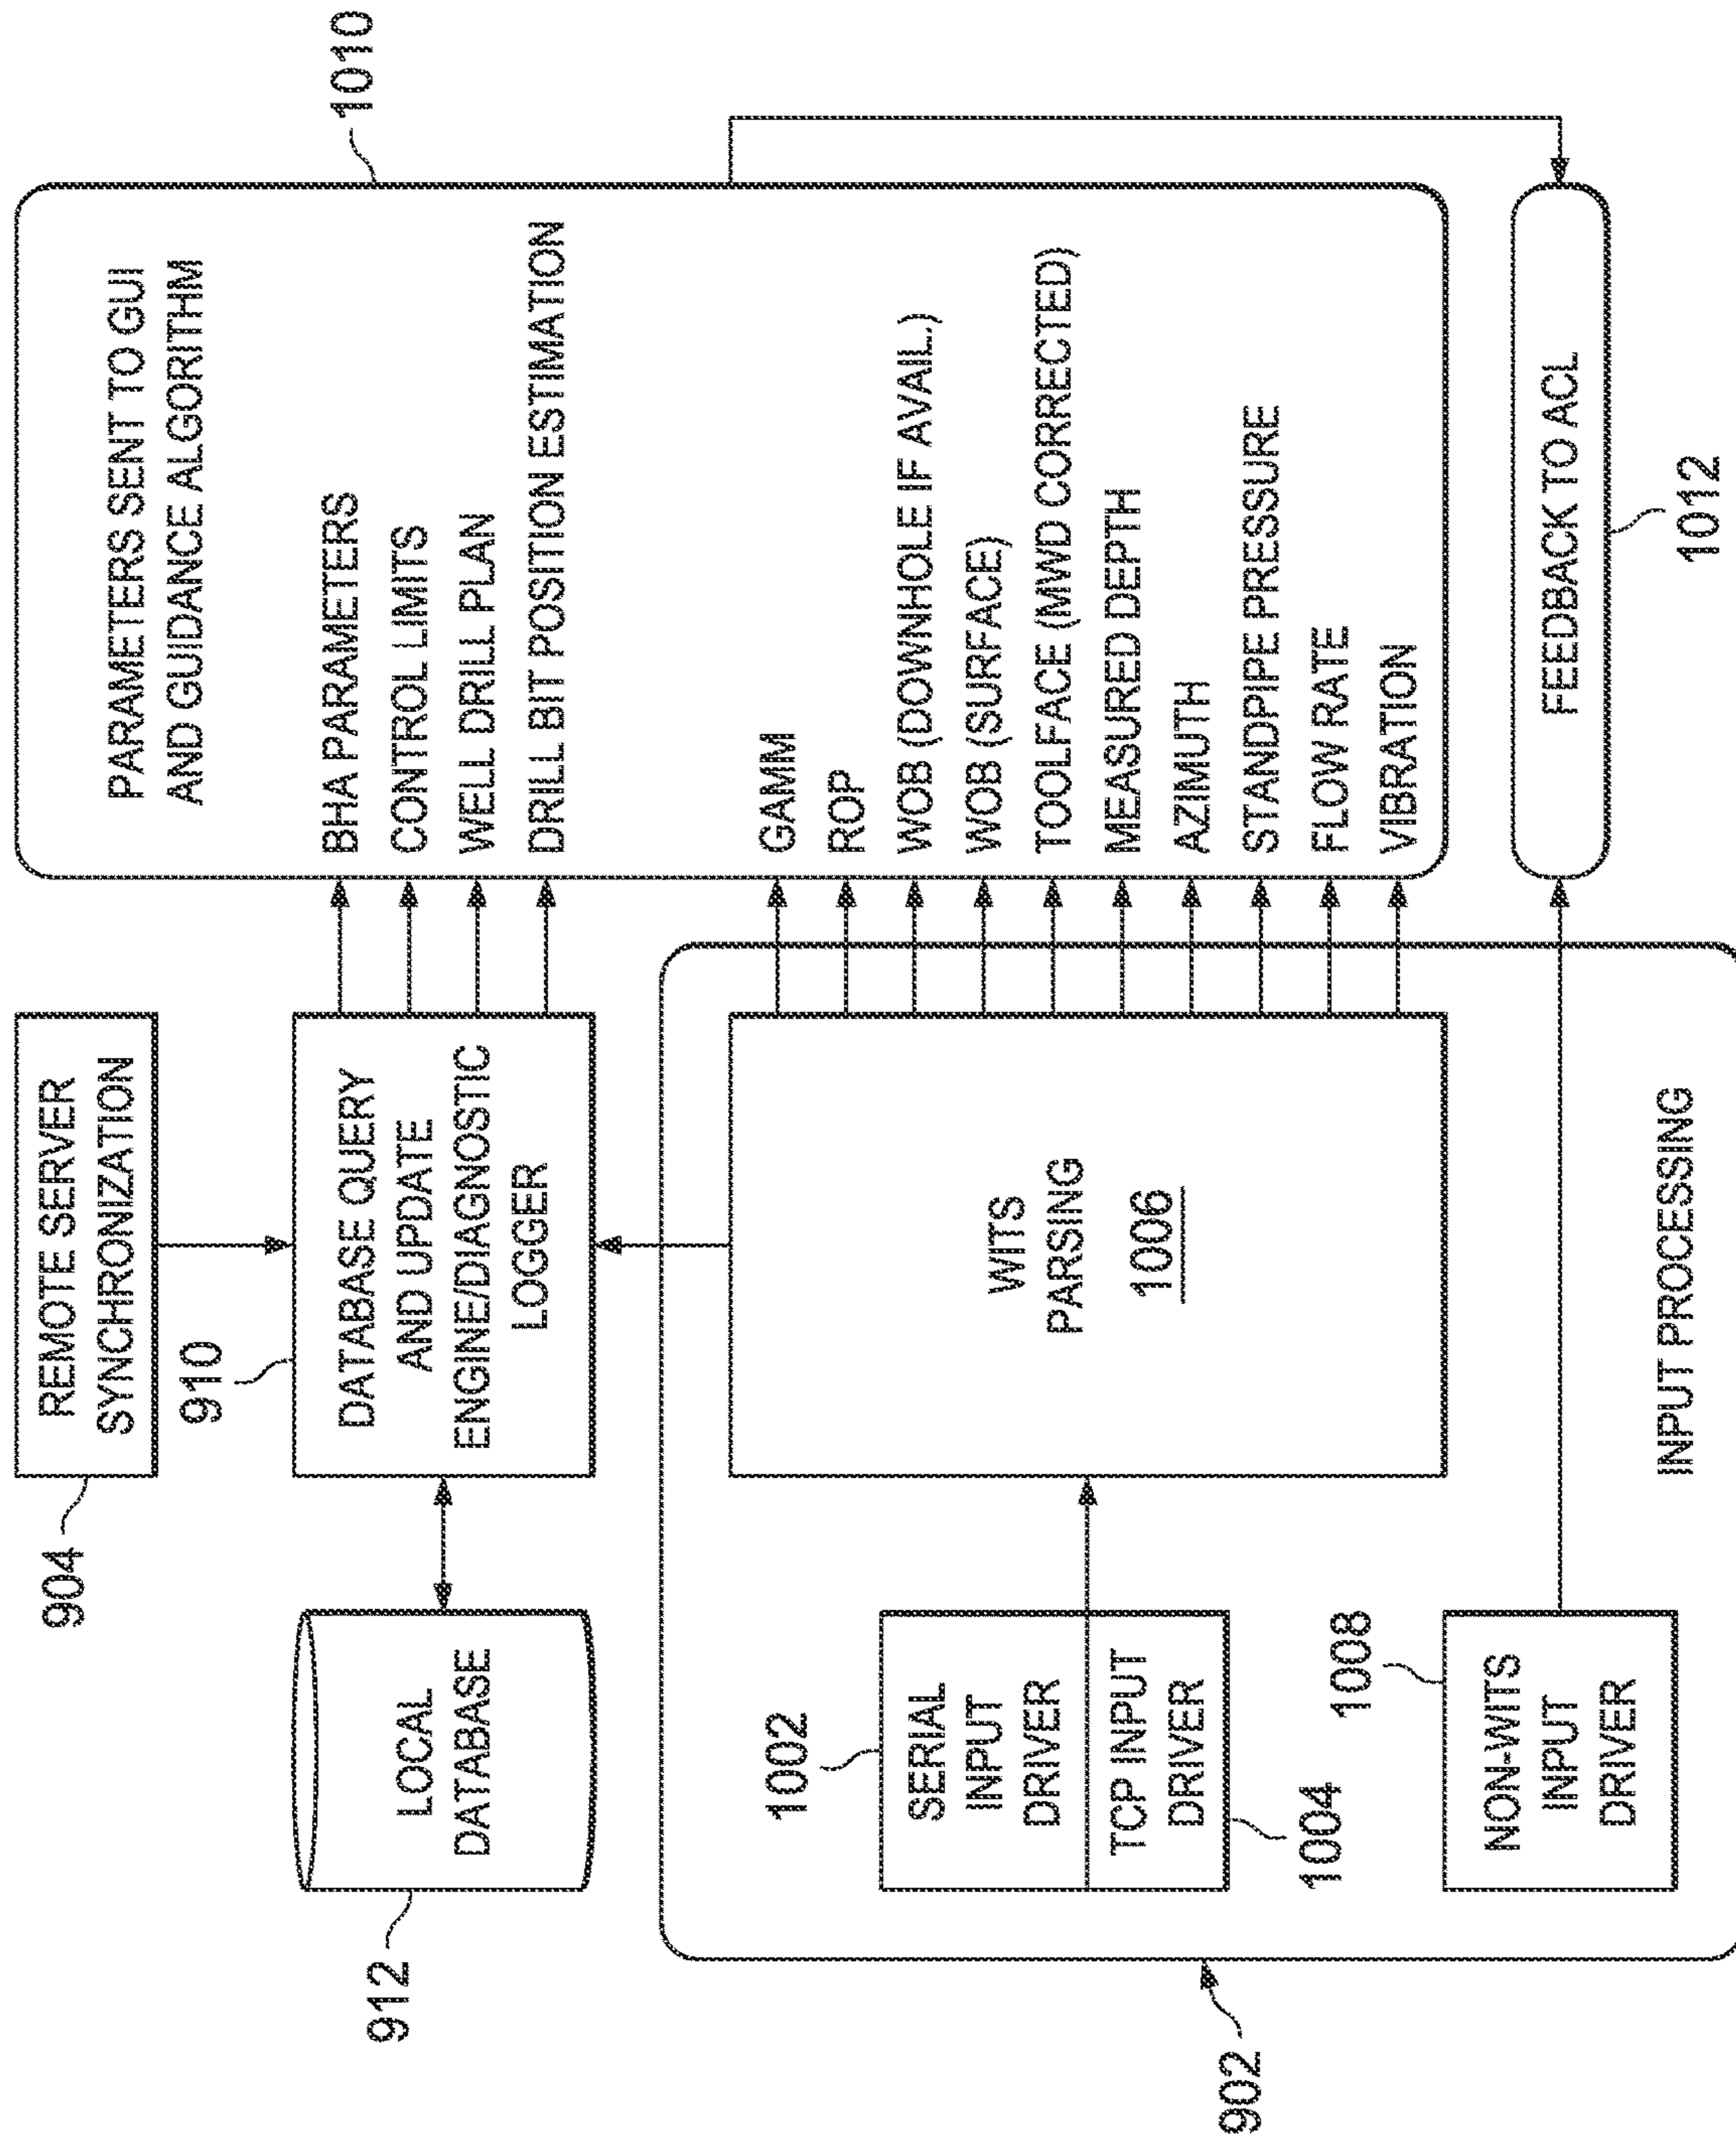 904
REMOTE SERVER
SYNCHRONIZATION
912
LOCAL
DATABASE
910
DATABASE QUERY
AND UPDATE
ENGINE/DIAGNOSTIC
LOGGER
1010
PARAMETERS SENT TO GUI
AND GUIDANCE ALGORITHM
BHA PARAMETERS
CONTROL LIMITS
WELL DRILL PLAN
DRILL BIT POSITION ESTIMATION
GAMM
ROP
WOB (DOWNHOLE IF AVAIL.)
WOB (SURFACE)
TOOLFACE (MWD CORRECTED)
MEASURED DEPTH
AZIMUTH
STANDPIPE PRESSURE
FLOW RATE
VIBRATION
902
1002
SERIAL
INPUT
DRIVER
TCP INPUT
DRIVER
1004
WITS
PARSING
1006
1008
NON-WITS
INPUT
DRIVER
INPUT PROCESSING
FEEDBACK TO ACL
1012